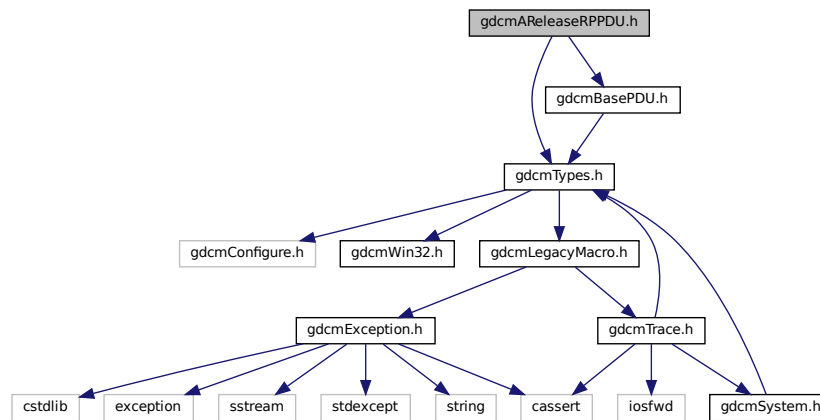 gdcmAReleaseRPPDU.h
gdcmBasePDU.h
gdcmTypes.h
gdcmConfigure.h
gdcmWin32.h
gdcmLegacyMacro.h
gdcmException.h
gdcmTrace.h
cstdlib
exception
sstream
stdexcept
string
cassert
iosfwd
gdcmSystem.h